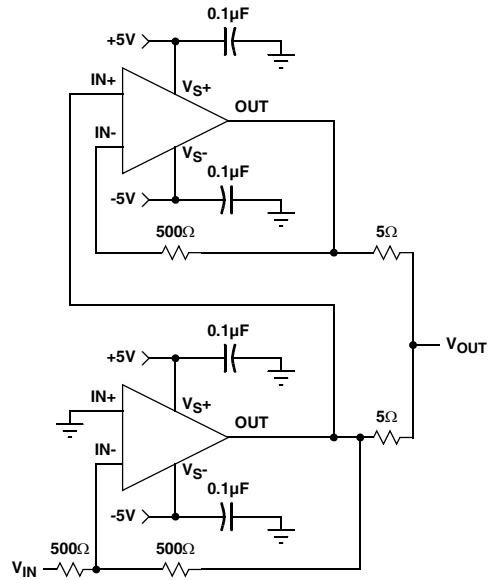 0.1µF
+5V
IN+
VS+
OUT
IN-
VS-
0.1µF
-5V
500Ω
5Ω
0.1µF
VOUT
+5V
IN+
VS+
5Ω
OUT
IN-
VS-
0.1µF
-5V
500Ω
500Ω
VIN